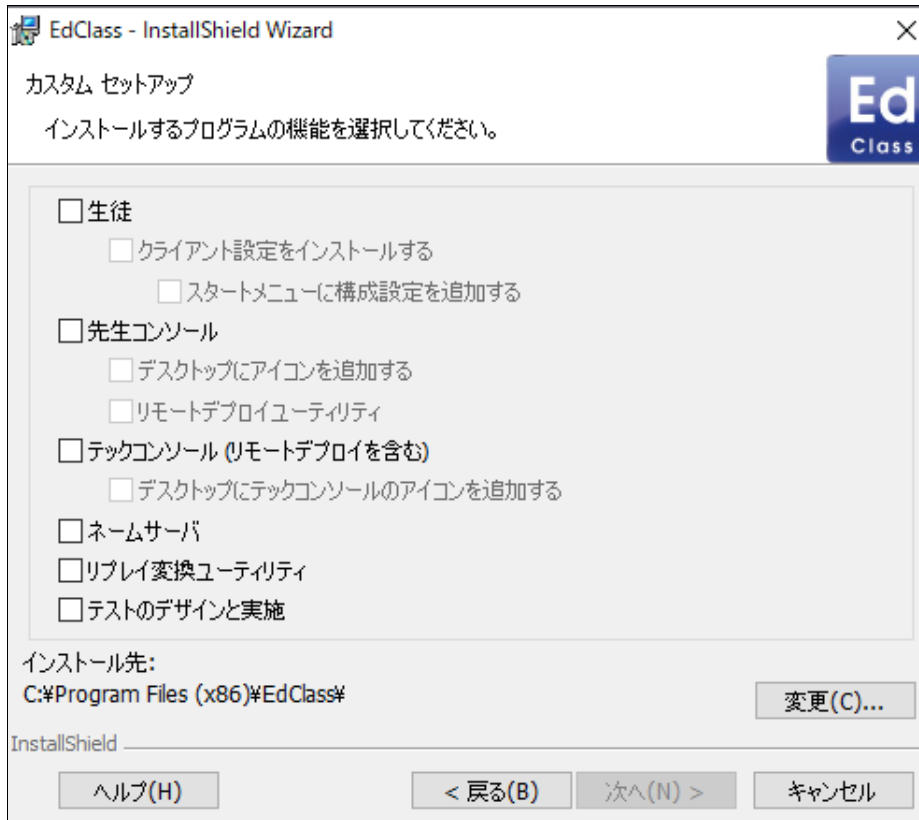 EdClass - InstallShield Wizard
カスタム セットアップ
インストールするプログラムの機能を選択してください。
Ed
Class
生徒
クライアント設定をインストールする
スタートメニューに構成設定を追加する
先生コンソール
デスクトップにアイコンを追加する
リモートデプロイユーティリティ
テックコンソール (リモートデプロイを含む)
デスクトップにテックコンソールのアイコンを追加する
ネームサーバ
リプレイ変換ユーティリティ
テストのデザインと実施
インストール先:
C:¥Program Files (x86)¥EdClass¥
変更(C)...
InstallShield
ヘルプ(H)
< 戻る(B)
次へ(N) >
キャンセル